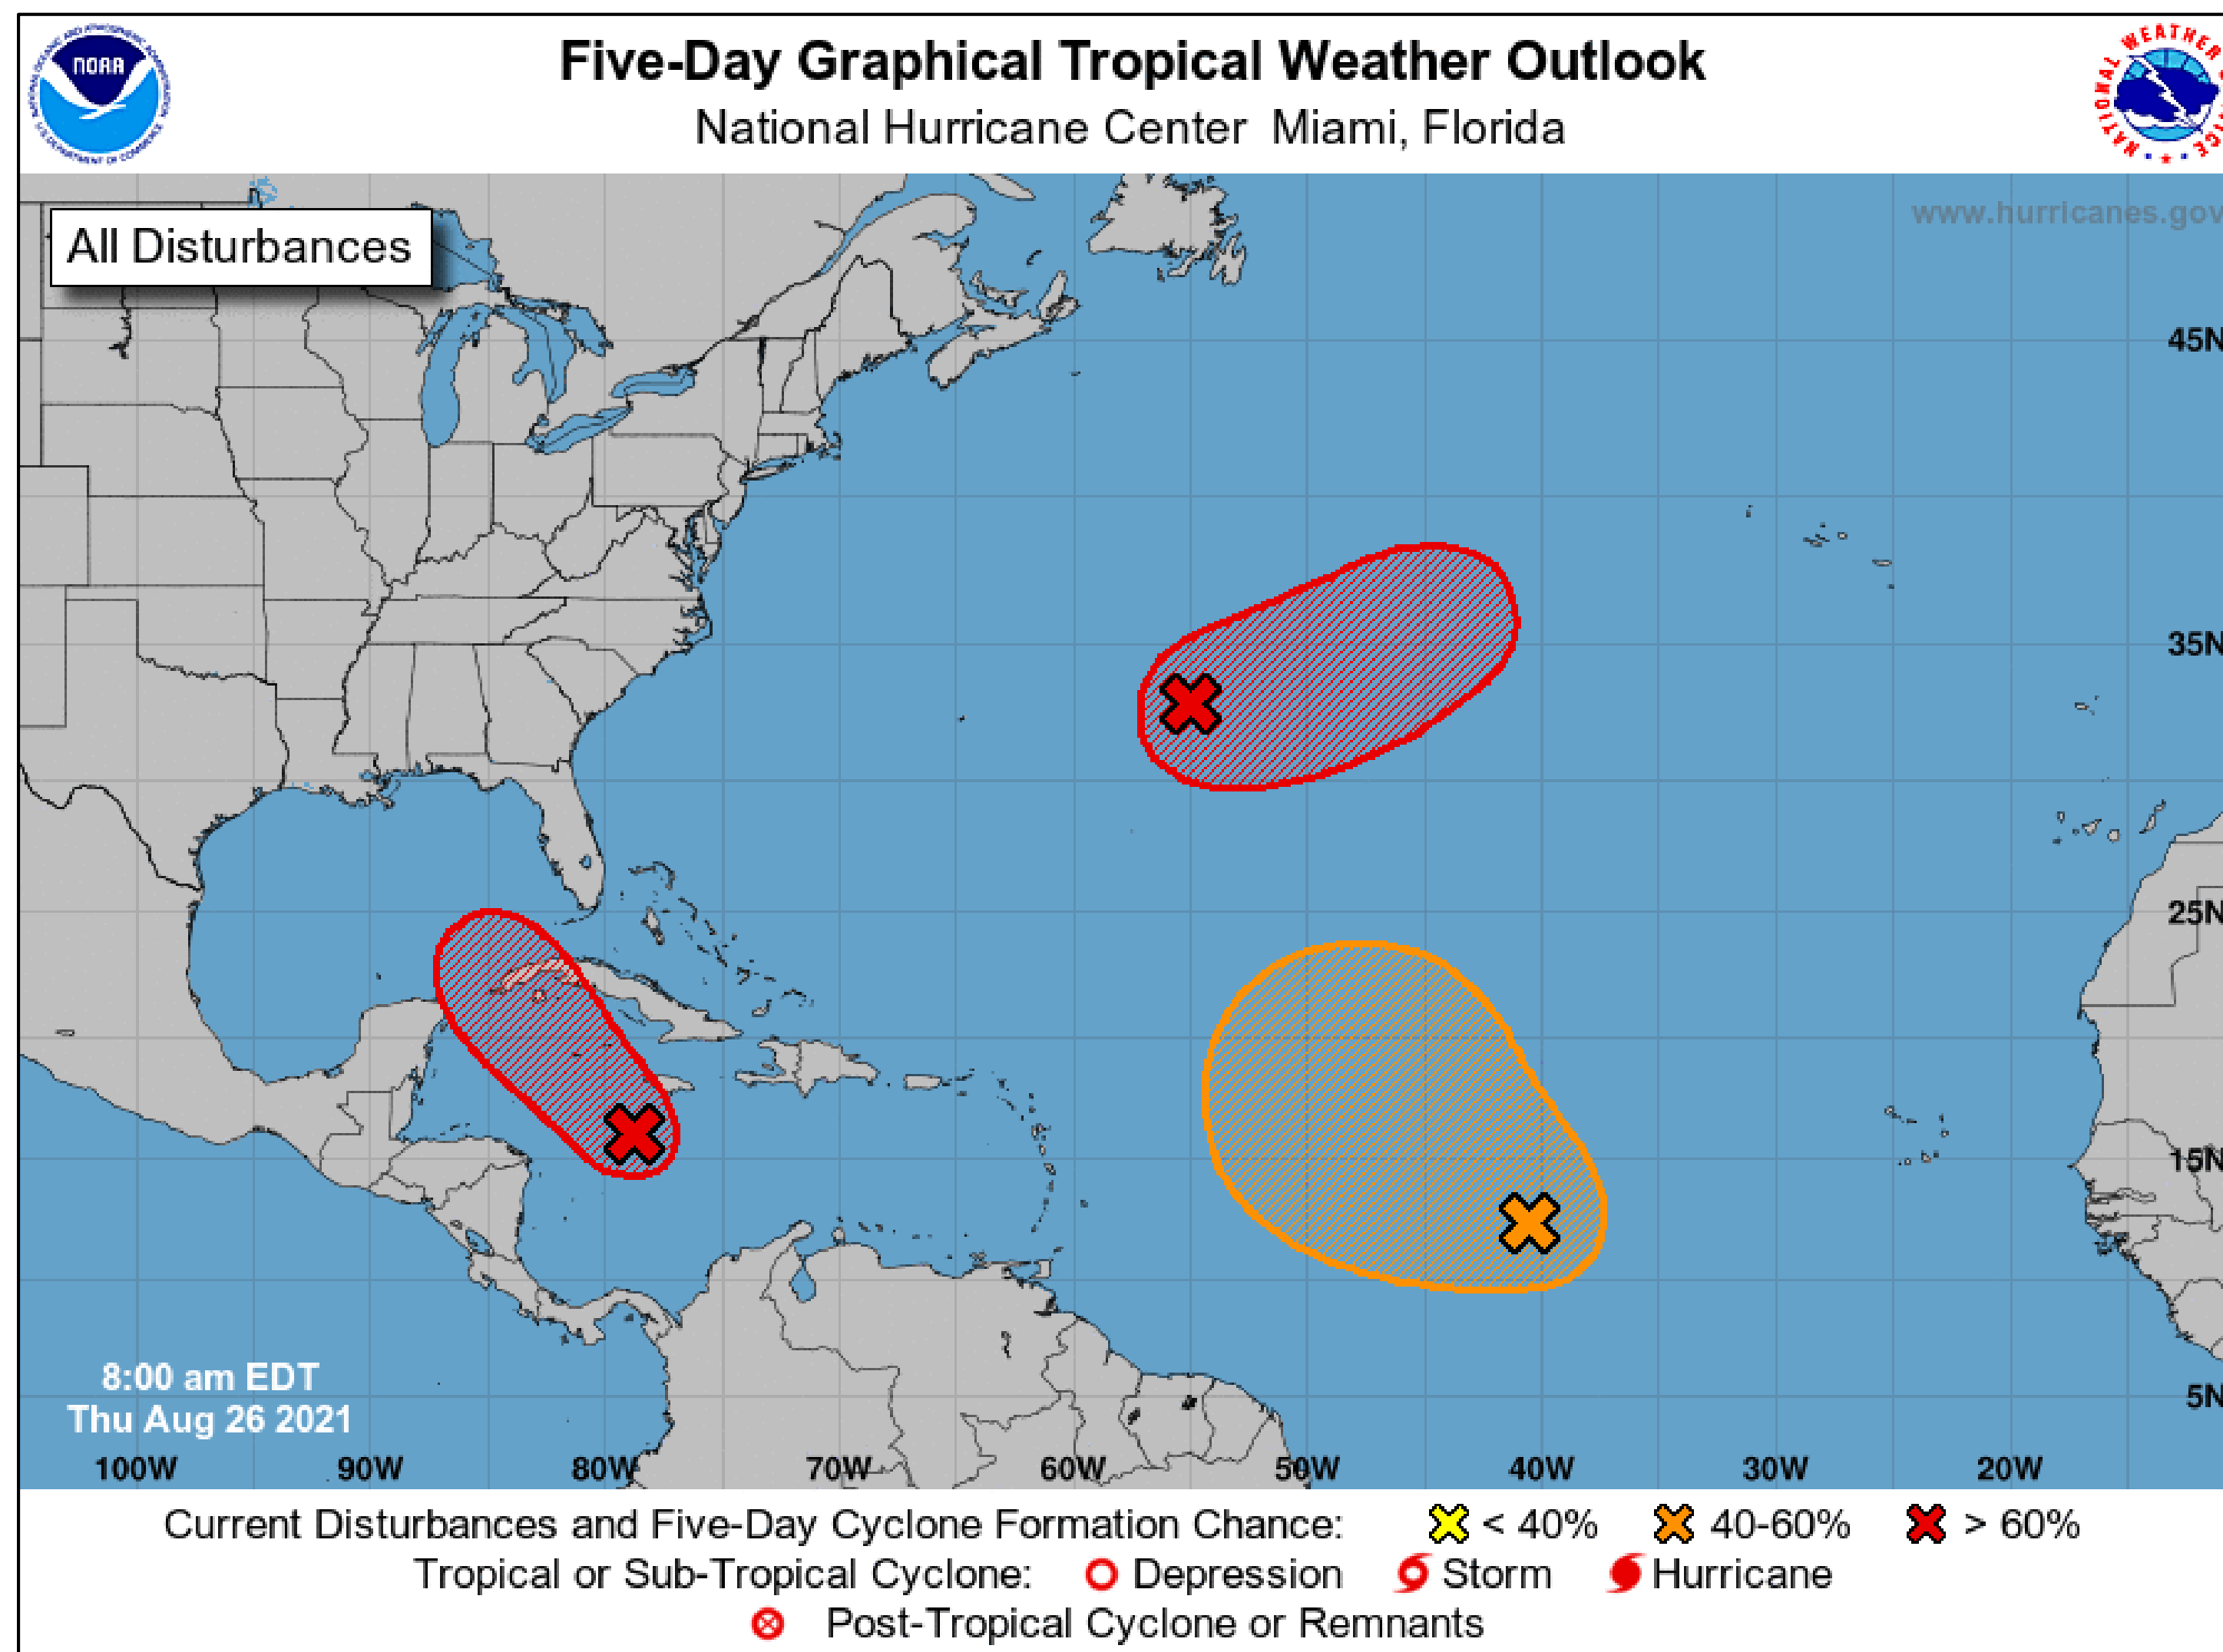 NOAA
Five-Day Graphical Tropical Weather Outlook
National Hurricane Center Miami, Florida
NATIONAL WEATHER
All Disturbances
www.hurricanes.gov
45N
35N
25N
15N
5N
8:00 am EDT
Thu Aug 26 2021
100W 90W 80W 70W 60W 50W 40W 30W 20W
Current Disturbances and Five-Day Cyclone Formation Chance: < 40% 40-60% > 60%
Tropical or Sub-Tropical Cyclone: Depression Storm Hurricane
Post-Tropical Cyclone or Remnants